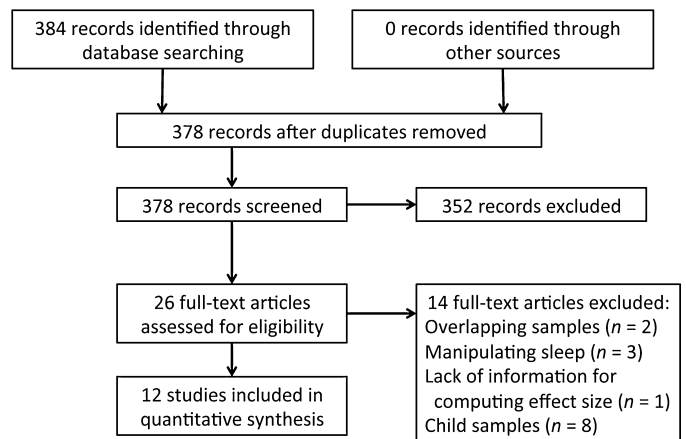 384 records identified through
database searching
0 records identified through
other sources
378 records after duplicates removed
378 records screened
352 records excluded
26 full-text articles
assessed for eligibility
14 full-text articles excluded:
Overlapping samples (n = 2)
Manipulating sleep (n = 3)
Lack of information for
computing effect size (n = 1)
Child samples (n = 8)
12 studies included in
quantitative synthesis